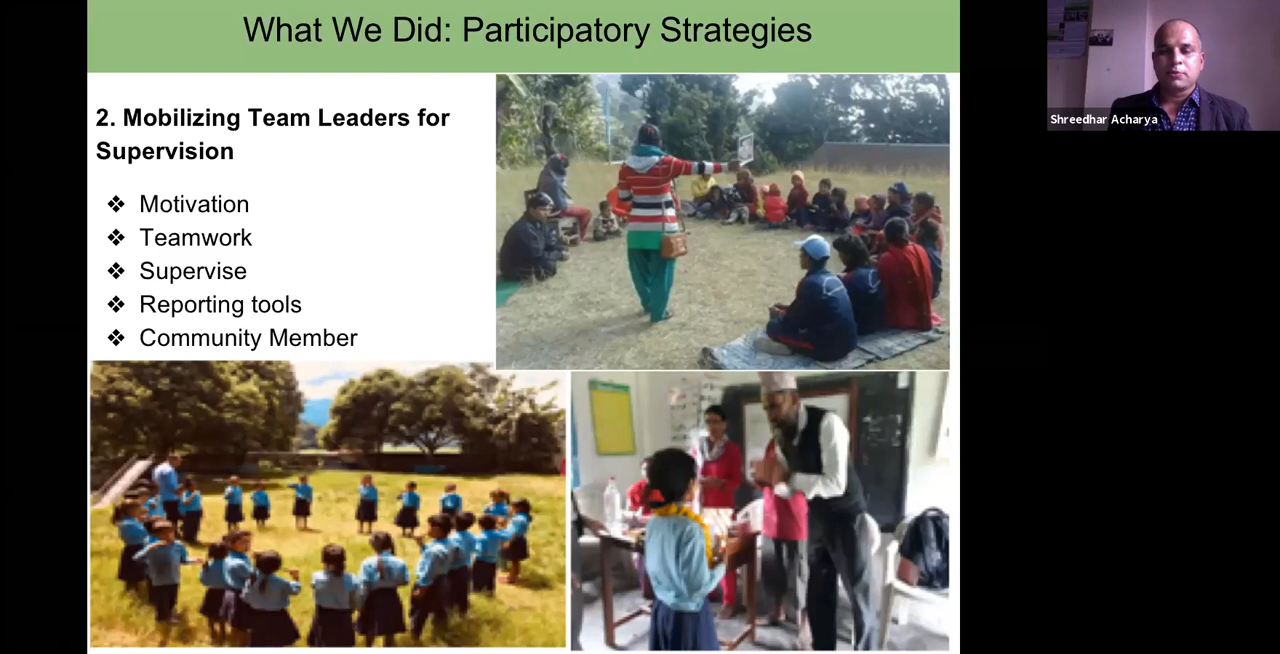 What We Did: Participatory Strategies
2. Mobilizing Team Leaders for
Supervision
❖ Motivation
❖ Teamwork
❖ Supervise
❖ Reporting tools
❖ Community Member
Shreedhar Acharya